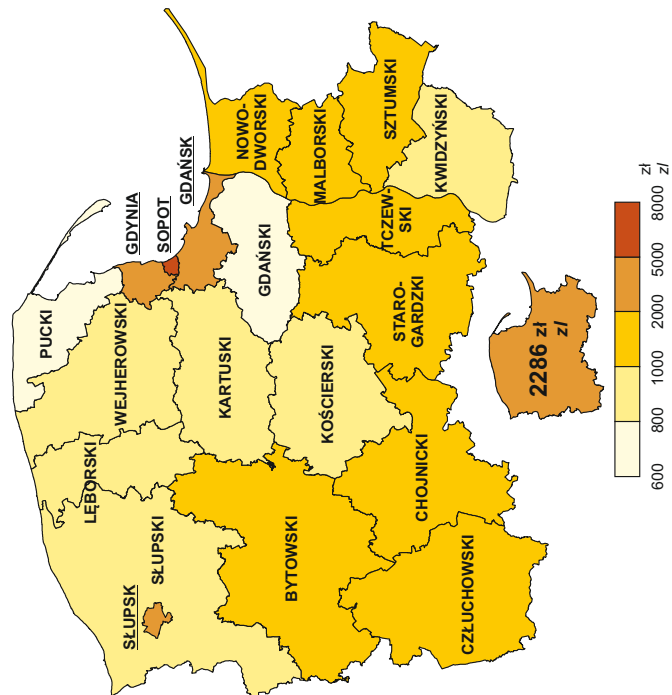 PUCKI
GDYNIA
SOPOT
GDAŃSK
WEJHEROWSKI
LĘBORSKI
SŁUPSK
SŁUPSKI
KARTUSKI
GDAŃSKI
NOWO-
DWORSKI
MALBORSKI
SZTUMSKI
KWIDZYŃSKI
TCZEW-
SKI
STARO-
GARDZKI
KOŚCIERSKI
BYTOWSKI
CHOJNICKI
CZŁUCHOWSKI
2286 zł
zl
600 800 1000 2000 5000 8000 zł
zl